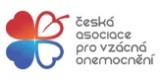 česká
asociace
pro vzácná
onemocnění